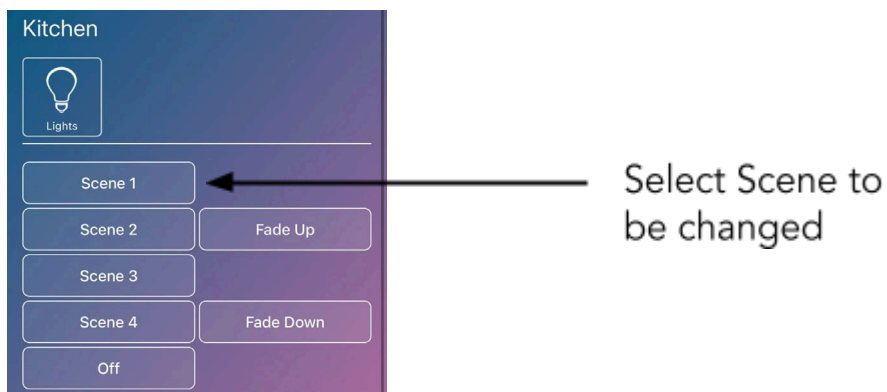 Kitchen
Lights
Scene 1
Select Scene to
be changed
Scene 2
Fade Up
Scene 3
Scene 4
Fade Down
Off